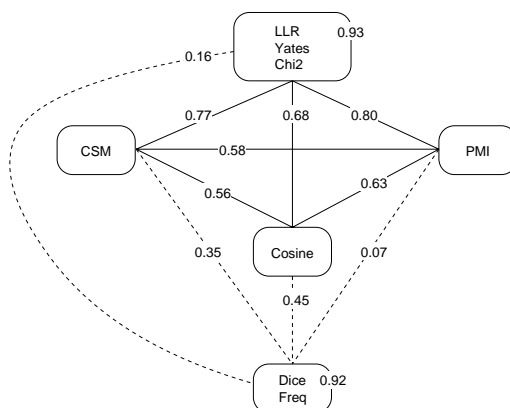 LLR 0.93
Yates
Chi2
0.16
0.77 0.68 0.80
CSM 0.58 PMI
0.56 0.63
Cosine
0.35 0.07
0.45
Dice 0.92
Freq